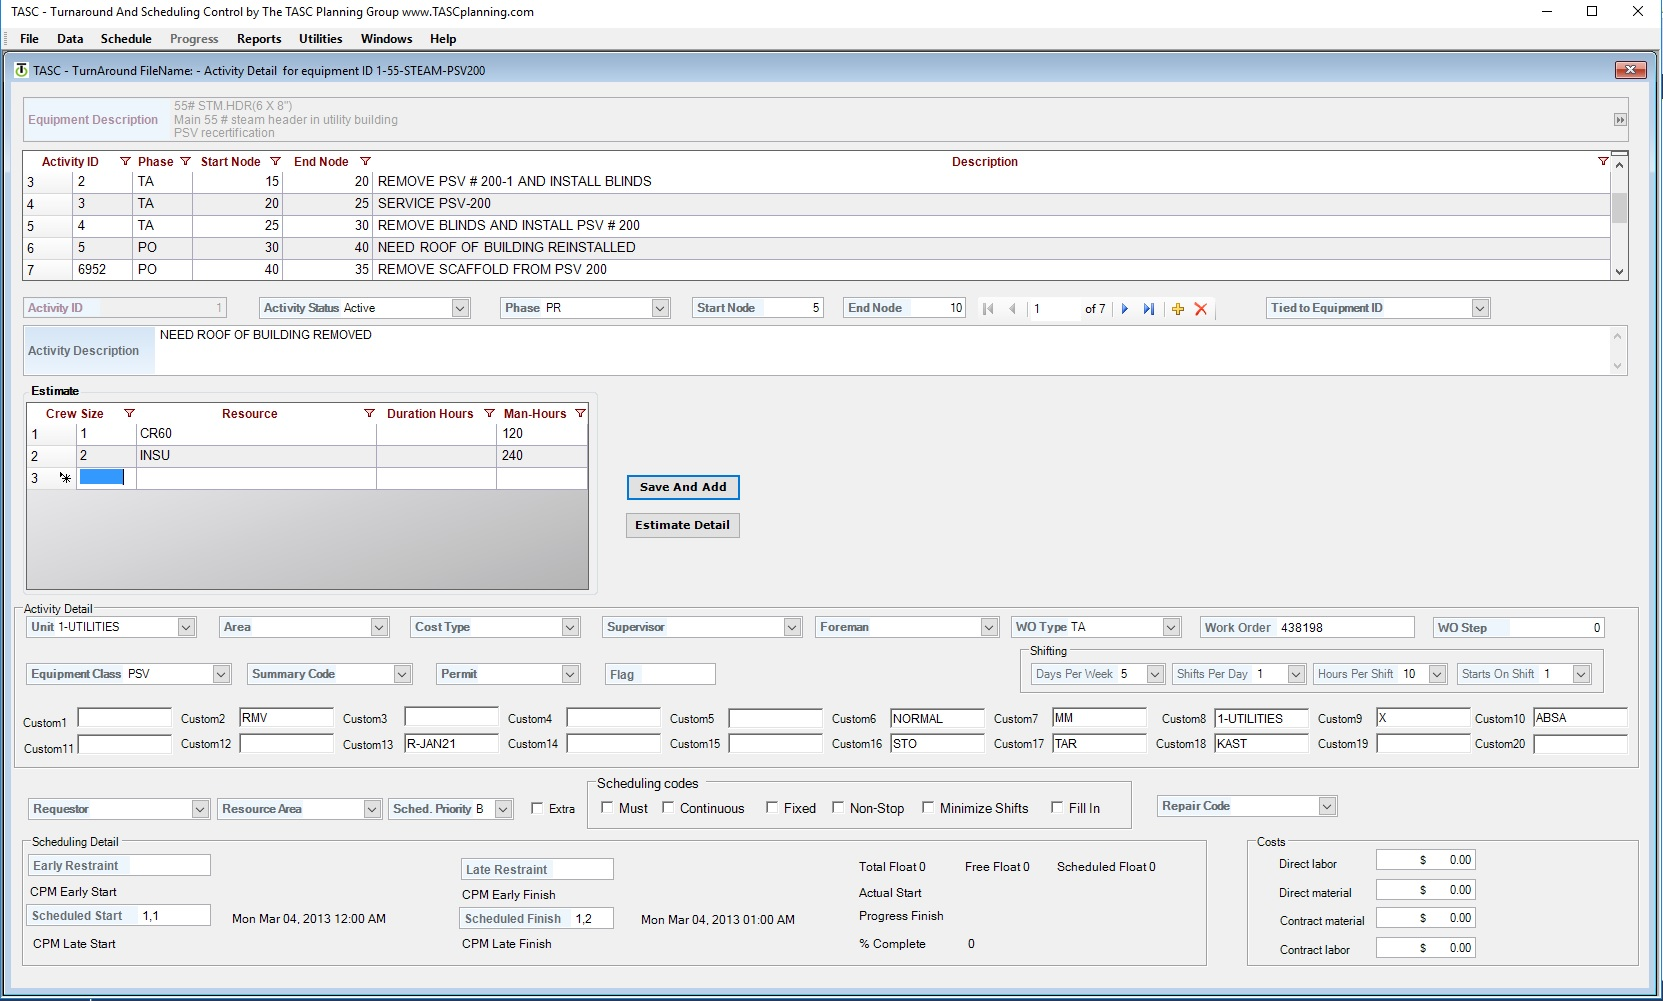 TASC - Turnaround And Scheduling Control by The TASC Planning Group www.TASCplanning.com
File Data Schedule Progress Reports Utilities Windows Help
TASC - TurnAround FileName: - Activity Detail for equipment ID 1-55-STEAM-PSV200
Equipment Description
55# STM.HDR(6 X 8")
Main 55 # steam header in utility building
PSV recertification
Activity ID Phase Start Node End Node Description
3 2 TA 15 20 REMOVE PSV # 200-1 AND INSTALL BLINDS
4 3 TA 20 25 SERVICE PSV-200
5 4 TA 25 30 REMOVE BLINDS AND INSTALL PSV # 200
6 5 PO 30 40 NEED ROOF OF BUILDING REINSTALLED
7 6952 PO 40 35 REMOVE SCAFFOLD FROM PSV 200
Activity ID 1 Activity Status Active Phase PR Start Node 5 End Node 10 1 of 7 Tied to Equipment ID
Activity Description NEED ROOF OF BUILDING REMOVED
Estimate
Crew Size Resource Duration Hours Man-Hours
1 1 CR60 120
2 2 INSU 240
3
Save And Add
Estimate Detail
Activity Detail
Unit 1-UTILITIES Area Cost Type Supervisor Foreman WO Type TA Work Order 438198 WO Step 0
Shifting
Equipment Class PSV Summary Code Permit Flag Days Per Week 5 Shifts Per Day 1 Hours Per Shift 10 Starts On Shift 1
Custom1 Custom2 RMV Custom3 Custom4 Custom5 Custom6 NORMAL Custom7 MM Custom8 1-UTILITIES Custom9 X Custom10 ABSA
Custom11 Custom12 Custom13 R-JAN21 Custom14 Custom15 Custom16 STO Custom17 TAR Custom18 KAST Custom19 Custom20
Scheduling codes
Requestor Resource Area Sched. Priority B Extra Must Continuous Fixed Non-Stop Minimize Shifts Fill In Repair Code
Scheduling Detail
Early Restraint Late Restraint Total Float 0 Free Float 0 Scheduled Float 0
CPM Early Start CPM Early Finish Actual Start
Scheduled Start 1,1 Mon Mar 04, 2013 12:00 AM Scheduled Finish 1,2 Mon Mar 04, 2013 01:00 AM Progress Finish
CPM Late Start CPM Late Finish % Complete 0
Costs
Direct labor $ 0.00
Direct material $ 0.00
Contract material $ 0.00
Contract labor $ 0.00